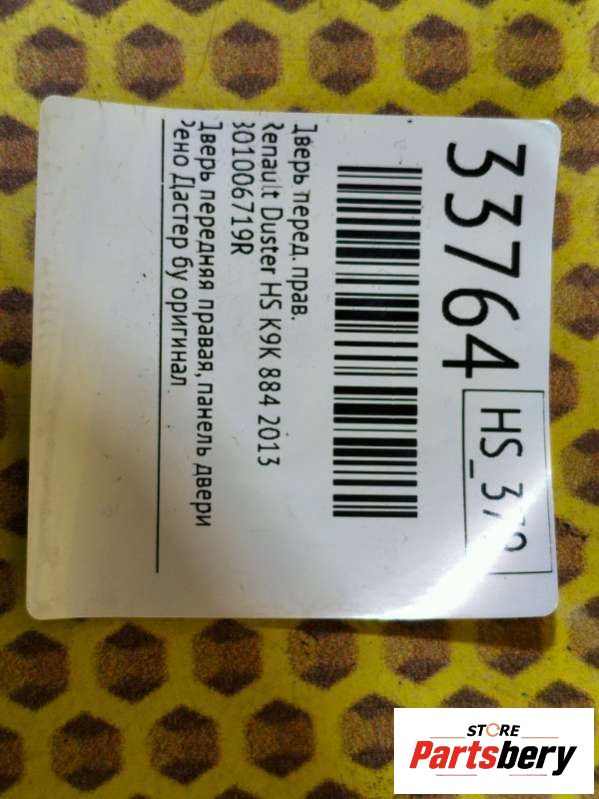 33764
HS_379
Дверь перед. прав.
Renault Duster HS K9K 884 2013
801006719R
Дверь передняя правая, панель двери
Рено Дастер бу оригинал
STORE
Partsbery